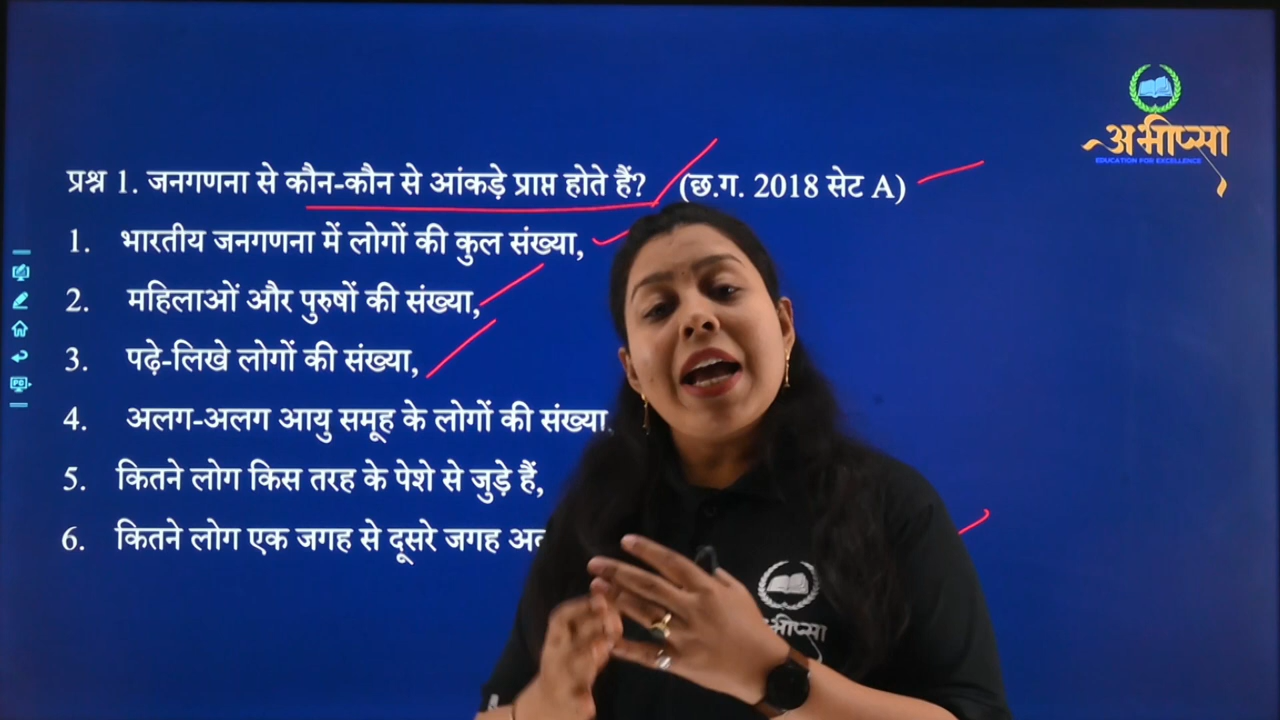 अभीप्सा
EDUCATION FOR EXCELLENCE
प्रश्न 1. जनगणना से कौन-कौन से आंकड़े प्राप्त होते हैं? (छ.ग. 2018 सेट A)
1. भारतीय जनगणना में लोगों की कुल संख्या,
2. महिलाओं और पुरुषों की संख्या,
3. पढ़े-लिखे लोगों की संख्या,
4. अलग-अलग आयु समूह के लोगों की संख्या
5. कितने लोग किस तरह के पेशे से जुड़े हैं,
6. कितने लोग एक जगह से दूसरे जगह
PC